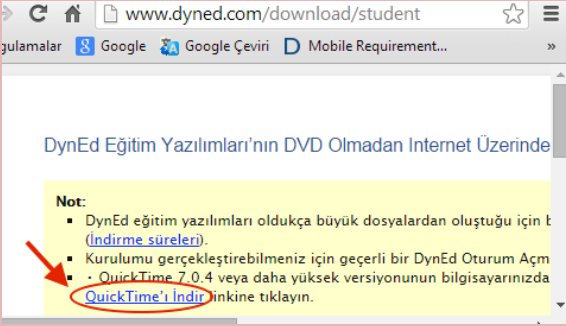 www.dyned.com/download/student
gulamalar Google Google Çeviri Mobile Requirement... »
DynEd Eğitim Yazılımları'nın DVD Olmadan Internet Üzerinde
Not:
DynEd eğitim yazılımları oldukça büyük dosyalardan oluştuğu için b
(İndirme süreleri).
Kurulumu gerçekleştirebilmeniz için geçerli bir DynEd Oturum Açm
• QuickTime 7.0.4 veya daha yüksek versiyonunun bilgisayarınızda
QuickTime'ı İndir linkine tıklayın.